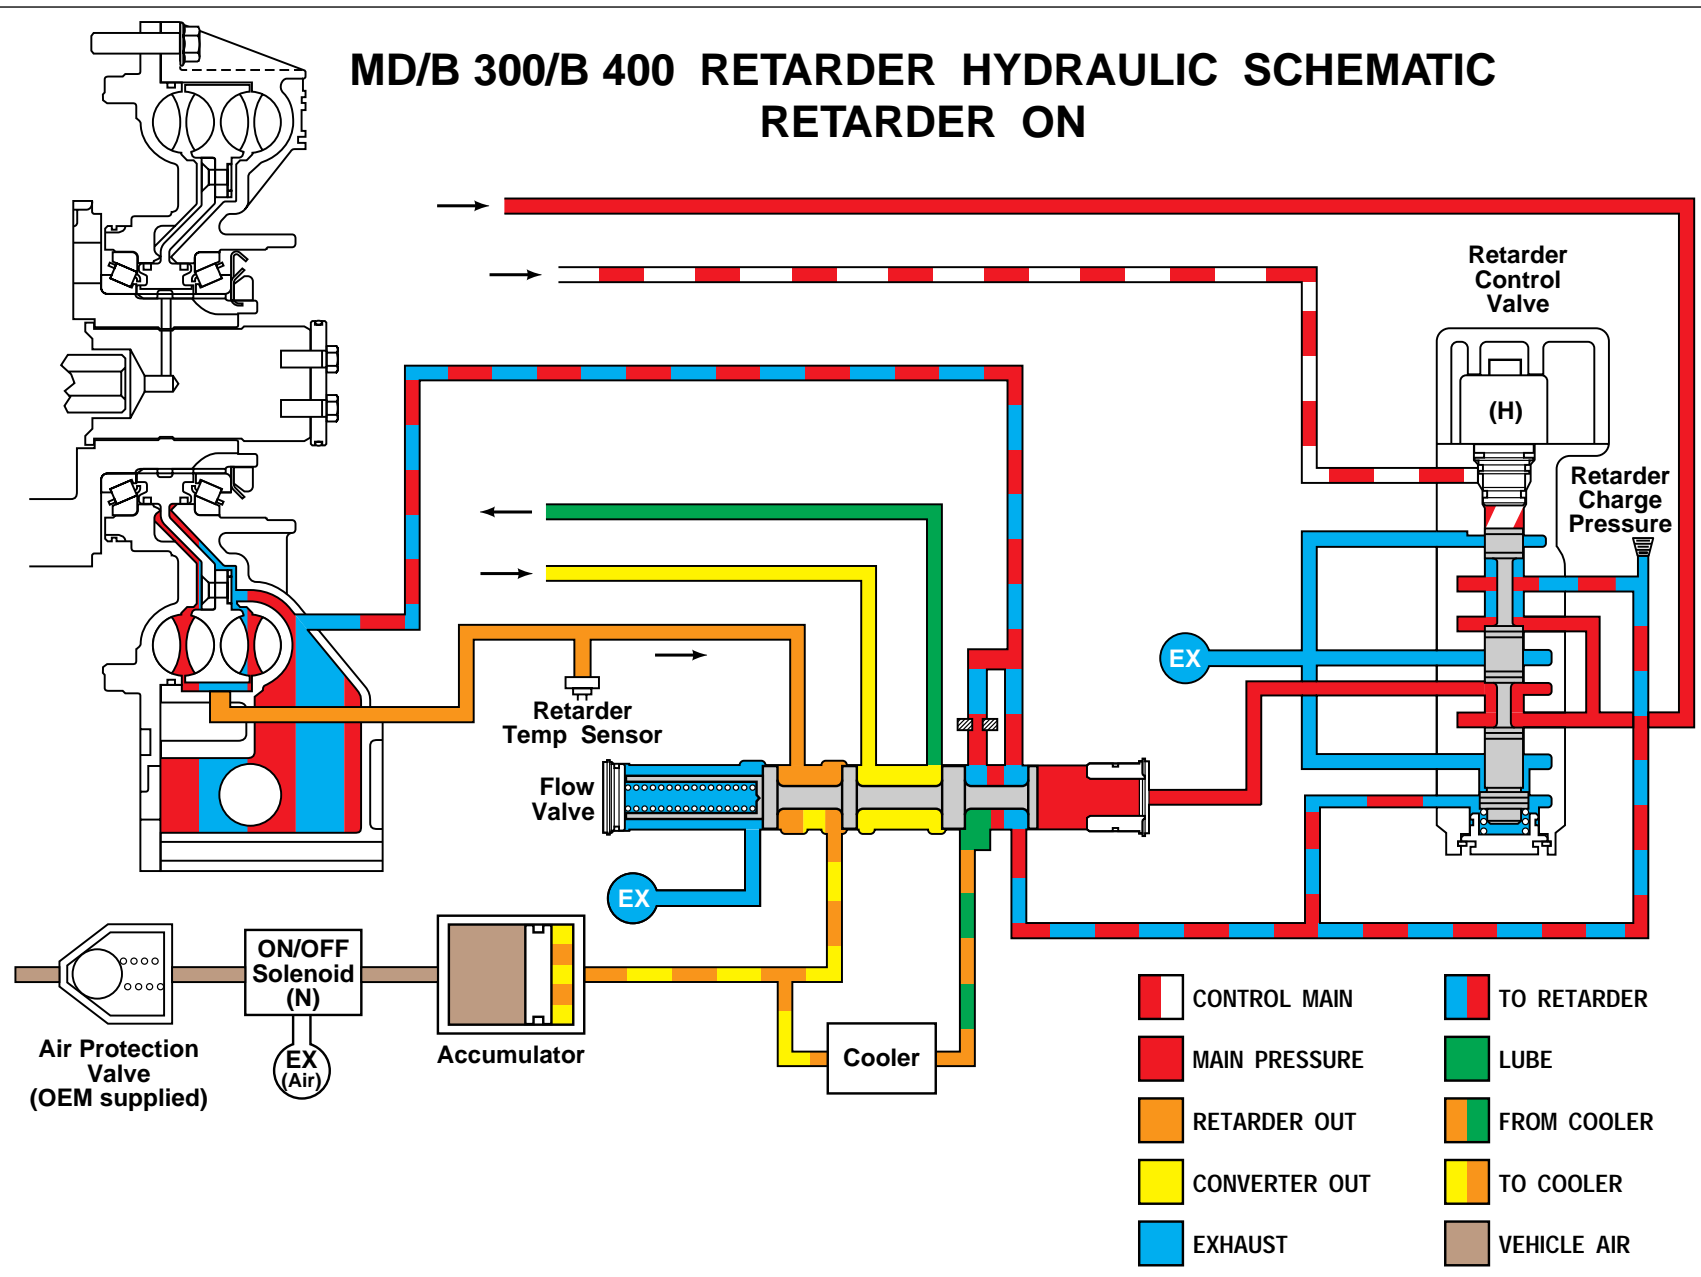 MD/B 300/B 400 RETARDER HYDRAULIC SCHEMATIC
RETARDER ON
Retarder
Control
Valve
(H)
Retarder
Charge
Pressure
EX
Retarder
Temp Sensor
Flow
Valve
EX
ON/OFF
Solenoid
(N)
EX
(Air)
Air Protection
Valve
(OEM supplied)
Accumulator
Cooler
CONTROL MAIN
MAIN PRESSURE
RETARDER OUT
CONVERTER OUT
EXHAUST
TO RETARDER
LUBE
FROM COOLER
TO COOLER
VEHICLE AIR